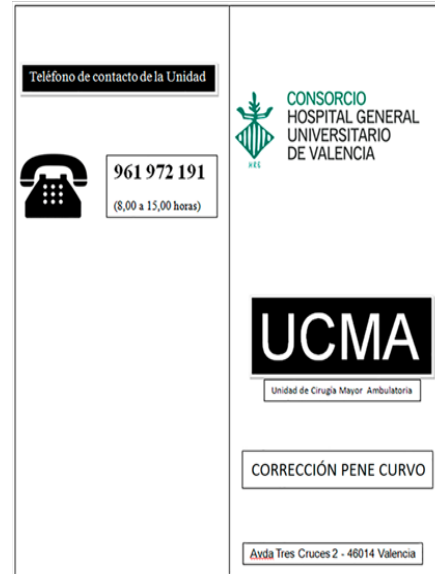 Teléfono de contacto de la Unidad
961 972 191
(8,00 a 15,00 horas)
CONSORCIO
HOSPITAL GENERAL
UNIVERSITARIO
DE VALENCIA
UCMA
Unidad de Cirugía Mayor Ambulatoria
CORRECCIÓN PENE CURVO
Avda Tres Cruces 2 - 46014 Valencia